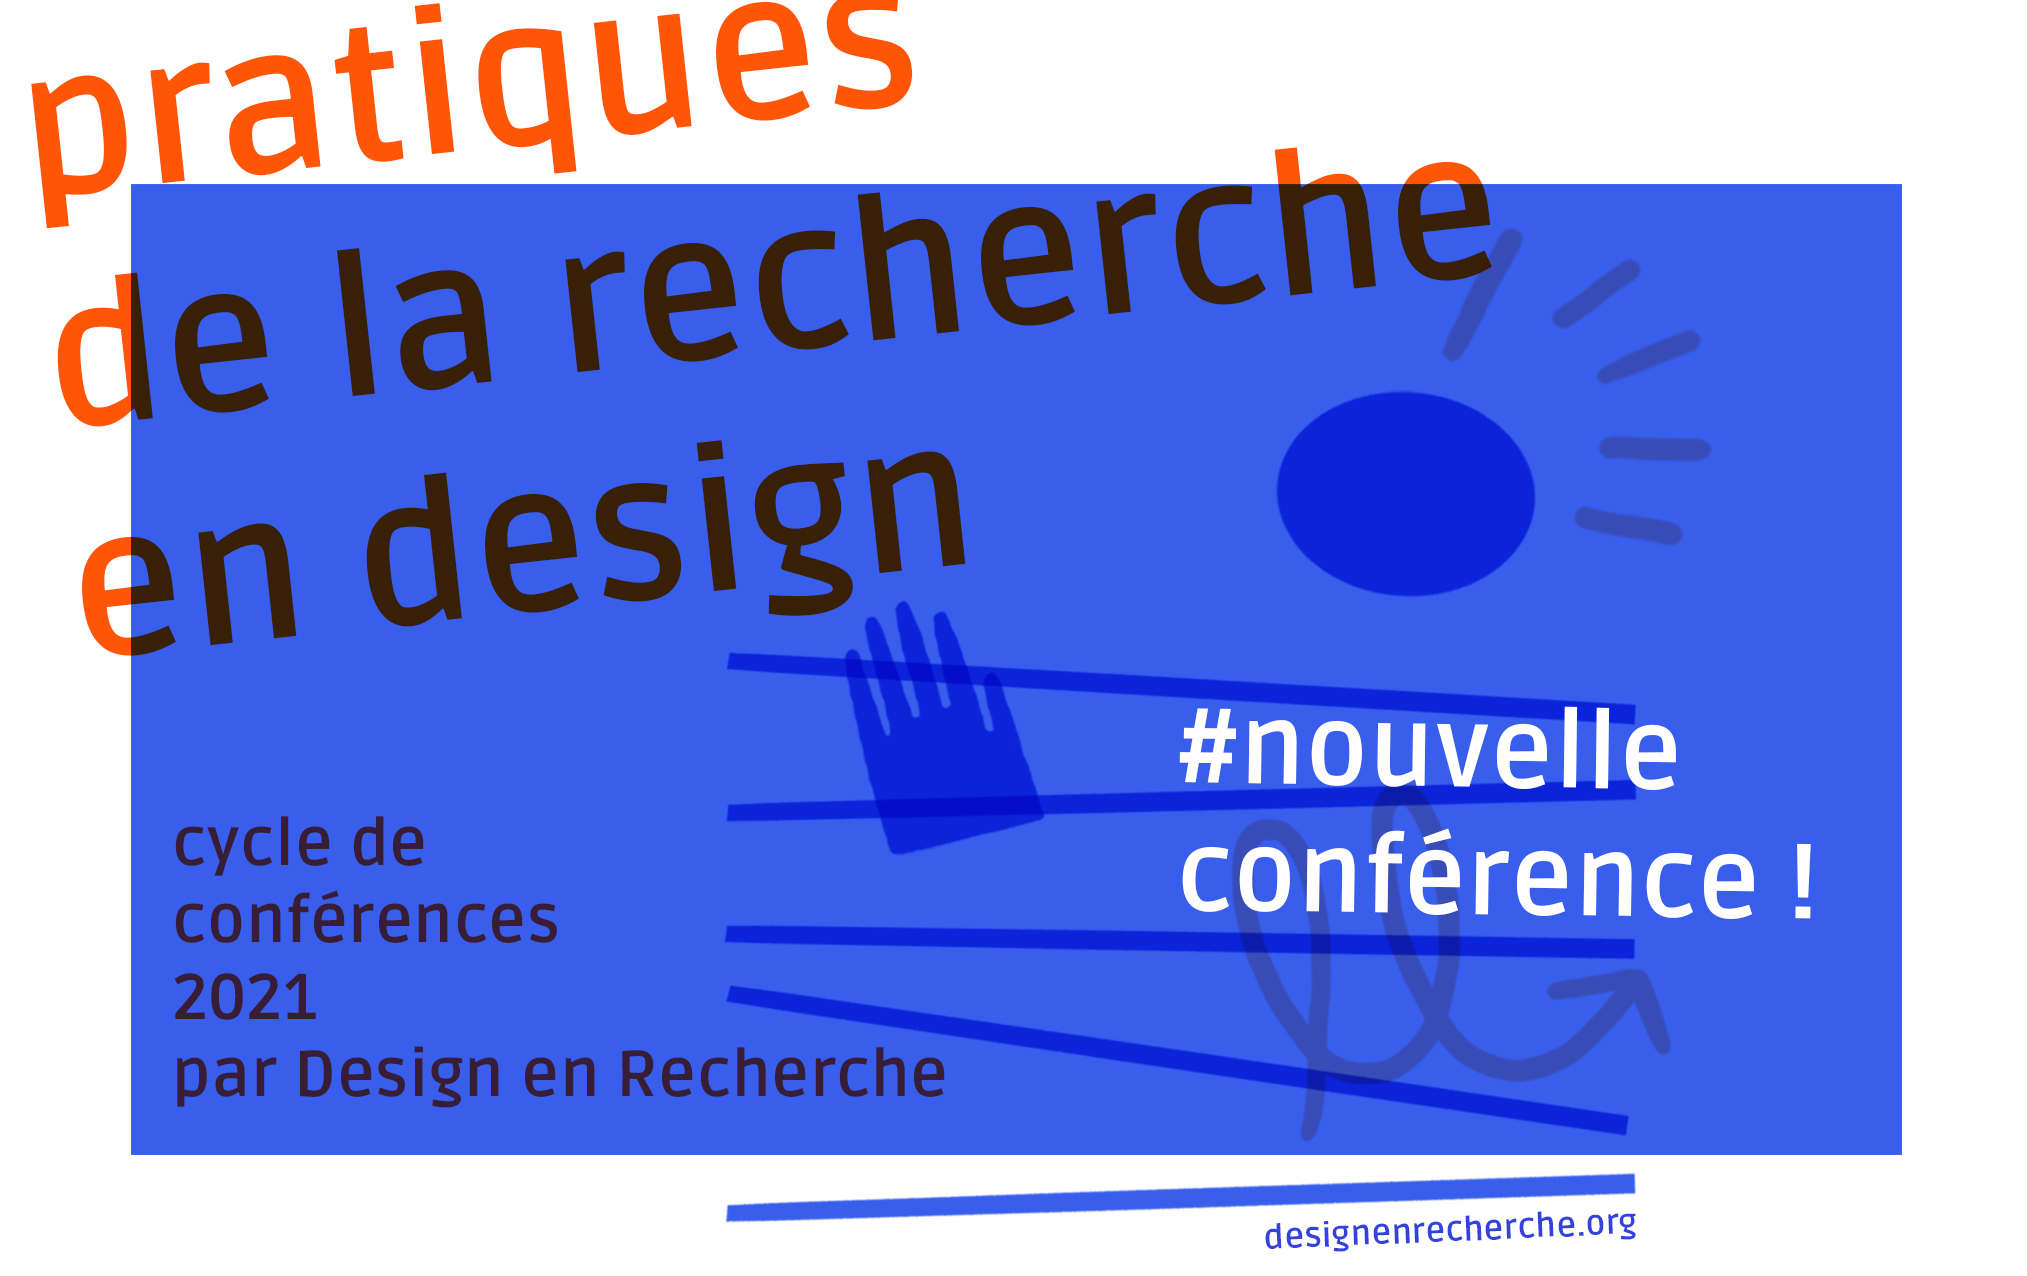 pratiques
de la recherche
en design
#nouvelle
conférence !
cycle de
conférences
2021
par Design en Recherche
designenrecherche.org